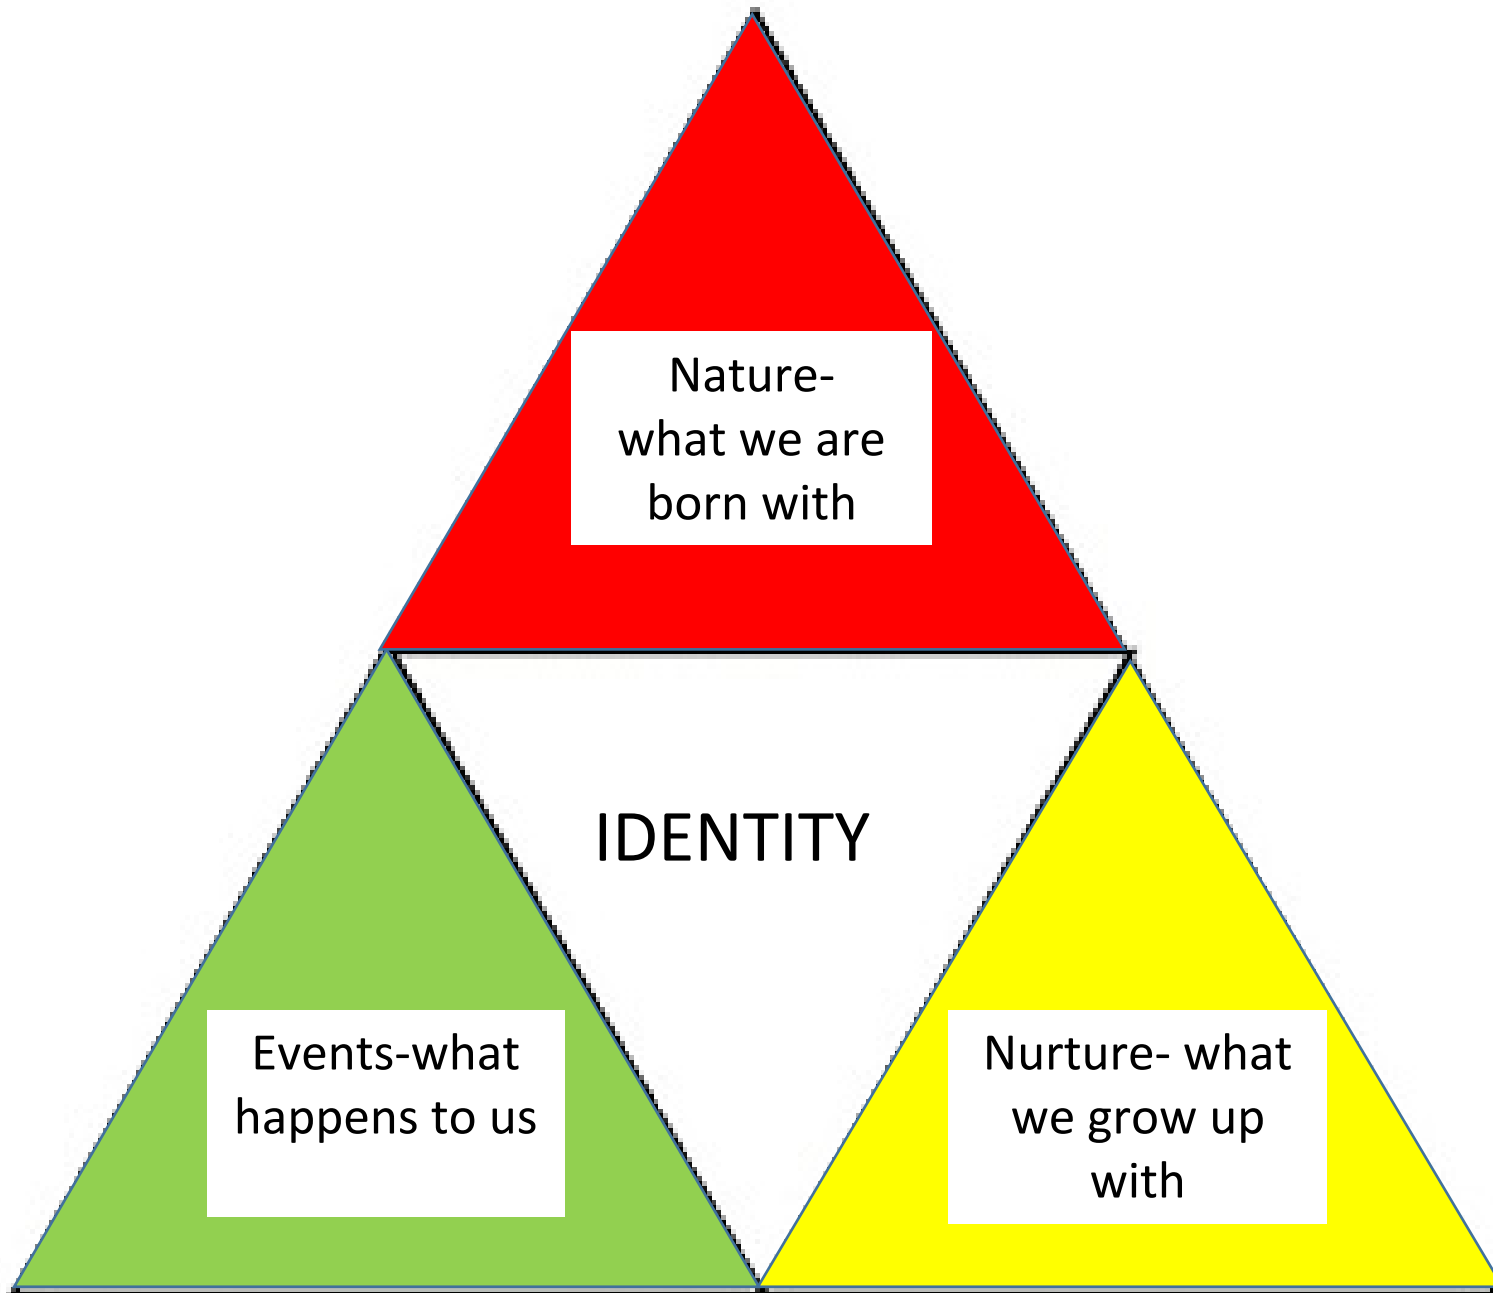 Nature-
what we are
born with
IDENTITY
Events-what
happens to us
Nurture- what
we grow up
with